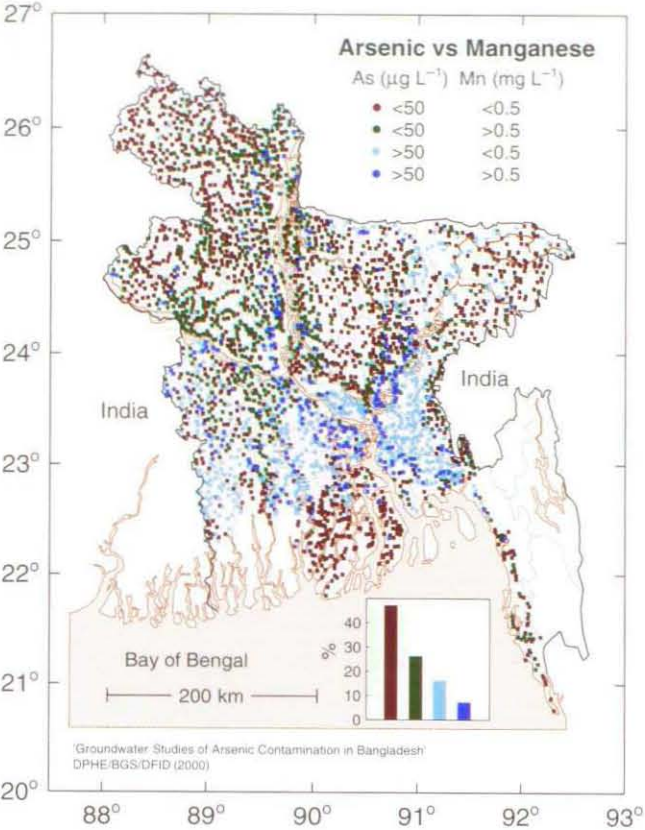 27°
26°
25°
24°
23°
22°
21°
20°
Arsenic vs Manganese
As (µg L⁻¹) Mn (mg L⁻¹)
<50 <0.5
<50 >0.5
>50 <0.5
>50 >0.5
India
India
Bay of Bengal
200 km
%
40
30
20
10
0
'Groundwater Studies of Arsenic Contamination in Bangladesh'
DPHE/BGS/DFID (2000)
88° 89° 90° 91° 92° 93°